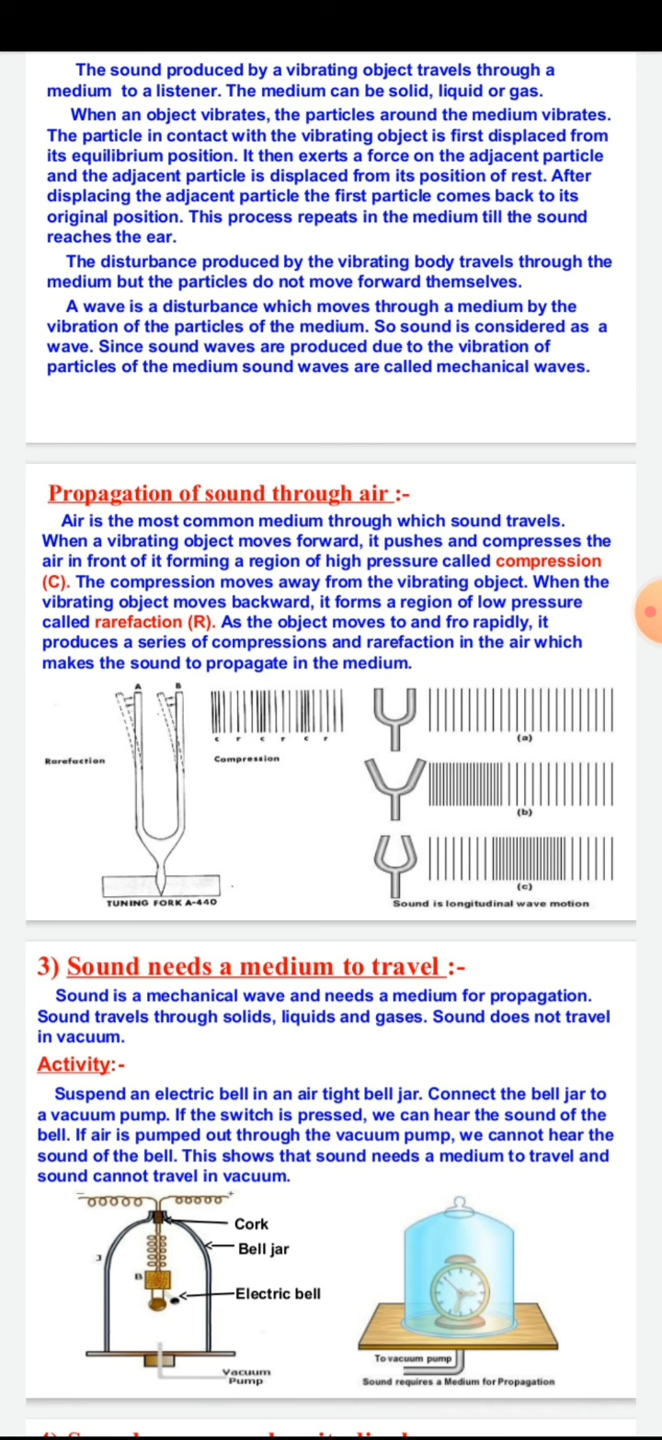 The sound produced by a vibrating object travels through a
medium to a listener. The medium can be solid, liquid or gas.
When an object vibrates, the particles around the medium vibrates.
The particle in contact with the vibrating object is first displaced from
its equilibrium position. It then exerts a force on the adjacent particle
and the adjacent particle is displaced from its position of rest. After
displacing the adjacent particle the first particle comes back to its
original position. This process repeats in the medium till the sound
reaches the ear.
The disturbance produced by the vibrating body travels through the
medium but the particles do not move forward themselves.
A wave is a disturbance which moves through a medium by the
vibration of the particles of the medium. So sound is considered as a
wave. Since sound waves are produced due to the vibration of
particles of the medium sound waves are called mechanical waves.
Propagation of sound through air :-
Air is the most common medium through which sound travels.
When a vibrating object moves forward, it pushes and compresses the
air in front of it forming a region of high pressure called compression
(C). The compression moves away from the vibrating object. When the
vibrating object moves backward, it forms a region of low pressure
called rarefaction (R). As the object moves to and fro rapidly, it
produces a series of compressions and rarefaction in the air which
makes the sound to propagate in the medium.
A B
c r c r c r
(a)
Rarefaction
Compression
(b)
(c)
TUNING FORK A-440
Sound is longitudinal wave motion
3) Sound needs a medium to travel :-
Sound is a mechanical wave and needs a medium for propagation.
Sound travels through solids, liquids and gases. Sound does not travel
in vacuum.
Activity:-
Suspend an electric bell in an air tight bell jar. Connect the bell jar to
a vacuum pump. If the switch is pressed, we can hear the sound of the
bell. If air is pumped out through the vacuum pump, we cannot hear the
sound of the bell. This shows that sound needs a medium to travel and
sound cannot travel in vacuum.
Cork
Bell jar
J
B
Electric bell
To vacuum pump
Vacuum
Pump
Sound requires a Medium for Propagation